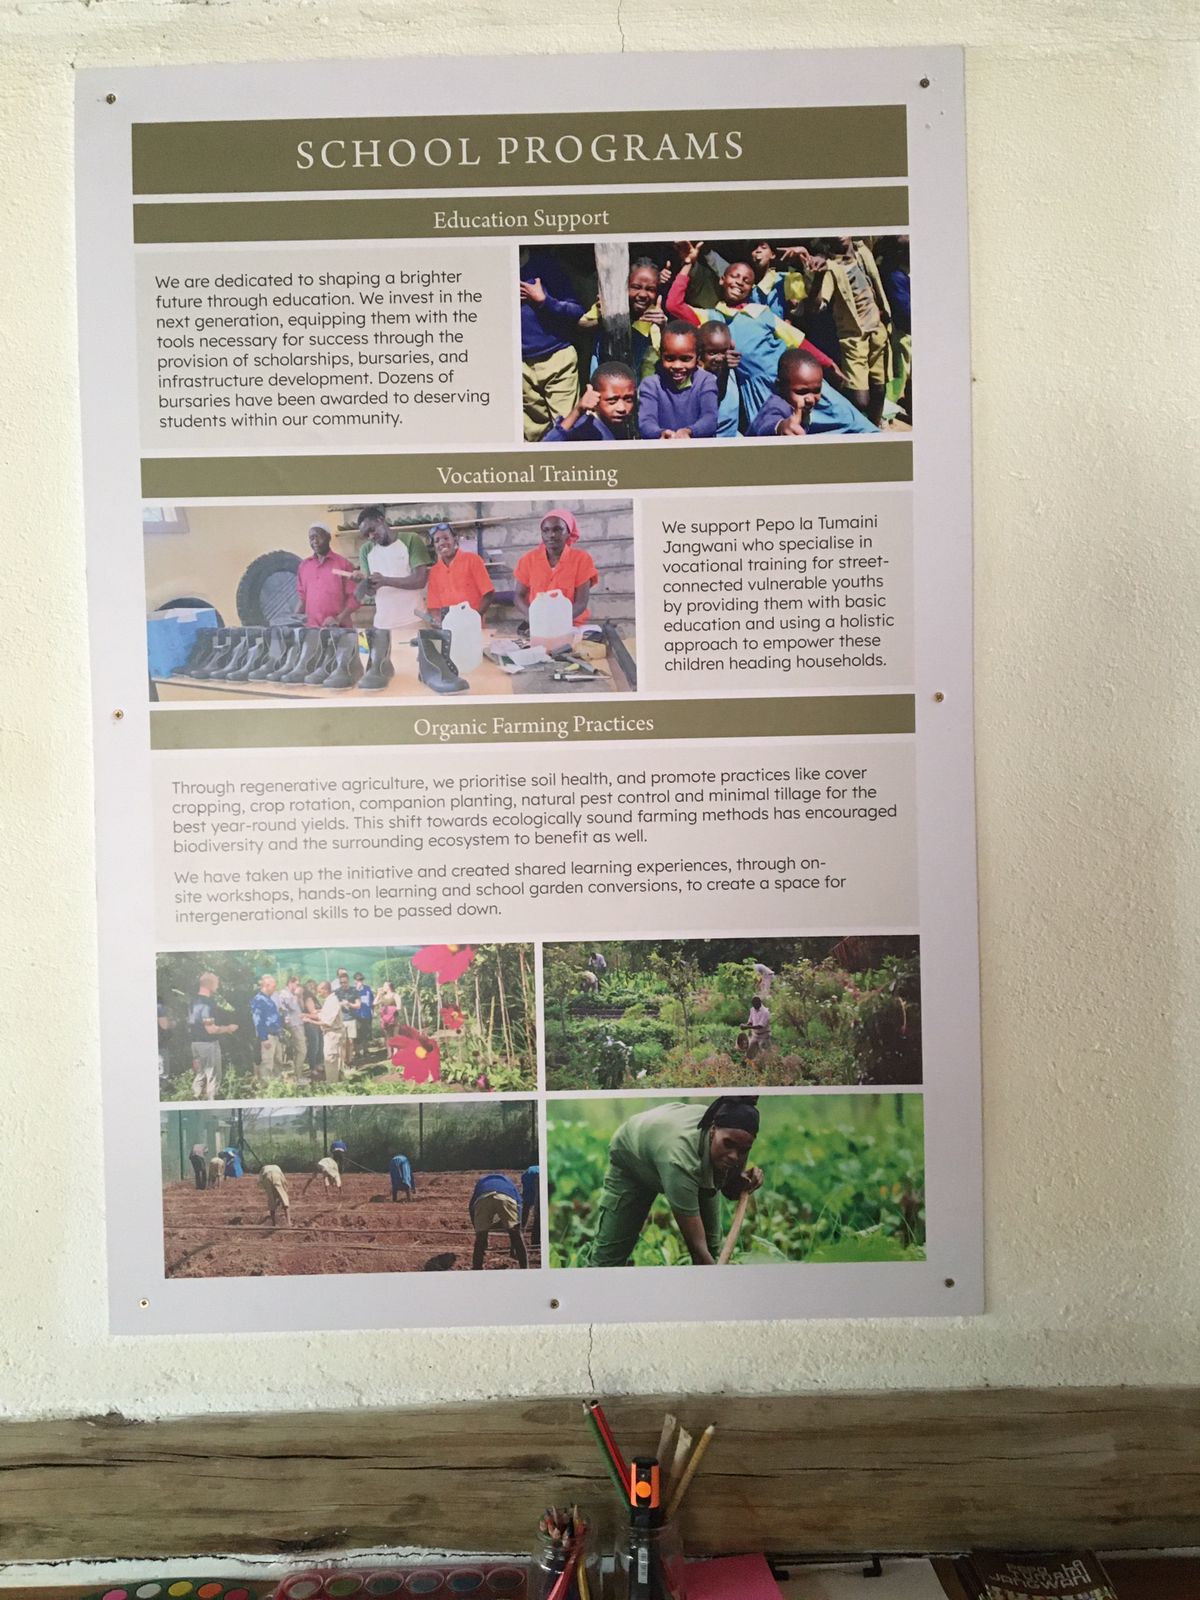 SCHOOL PROGRAMS
Education Support
We are dedicated to shaping a brighter
future through education. We invest in the
next generation, equipping them with the
tools necessary for success through the
provision of scholarships, bursaries, and
infrastructure development. Dozens of
bursaries have been awarded to deserving
students within our community.
Vocational Training
We support Pepo la Tumaini
Jangwani who specialise in
vocational training for street-
connected vulnerable youths
by providing them with basic
education and using a holistic
approach to empower these
children heading households.
Organic Farming Practices
Through regenerative agriculture, we prioritise soil health, and promote practices like cover
cropping, crop rotation, companion planting, natural pest control and minimal tillage for the
best year-round yields. This shift towards ecologically sound farming methods has encouraged
biodiversity and the surrounding ecosystem to benefit as well.
We have taken up the initiative and created shared learning experiences, through on-
site workshops, hands-on learning and school garden conversions, to create a space for
intergenerational skills to be passed down.
JANGWANI